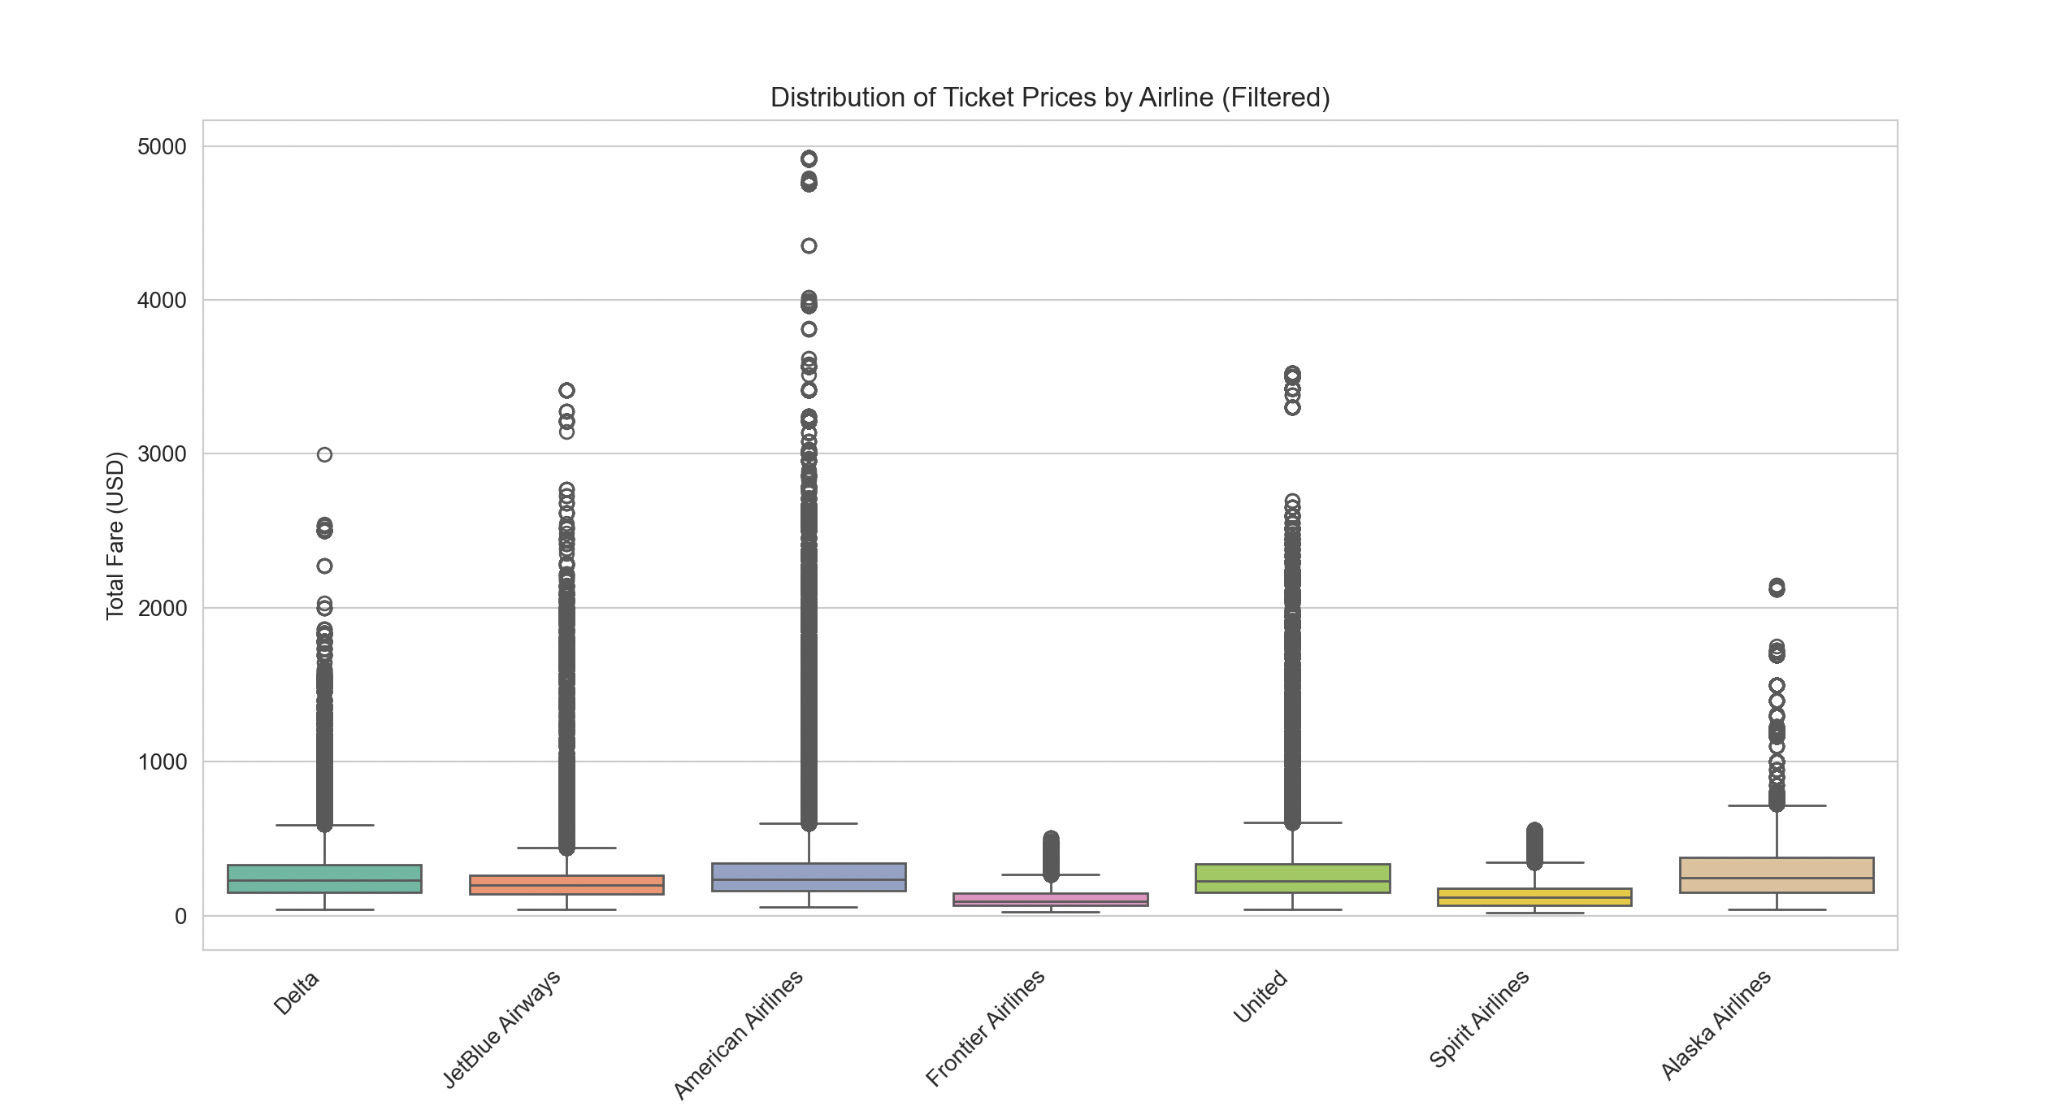 Distribution of Ticket Prices by Airline (Filtered)
Total Fare (USD)
5000
4000
3000
2000
1000
0
Delta
JetBlue Airways
American Airlines
Frontier Airlines
United
Spirit Airlines
Alaska Airlines